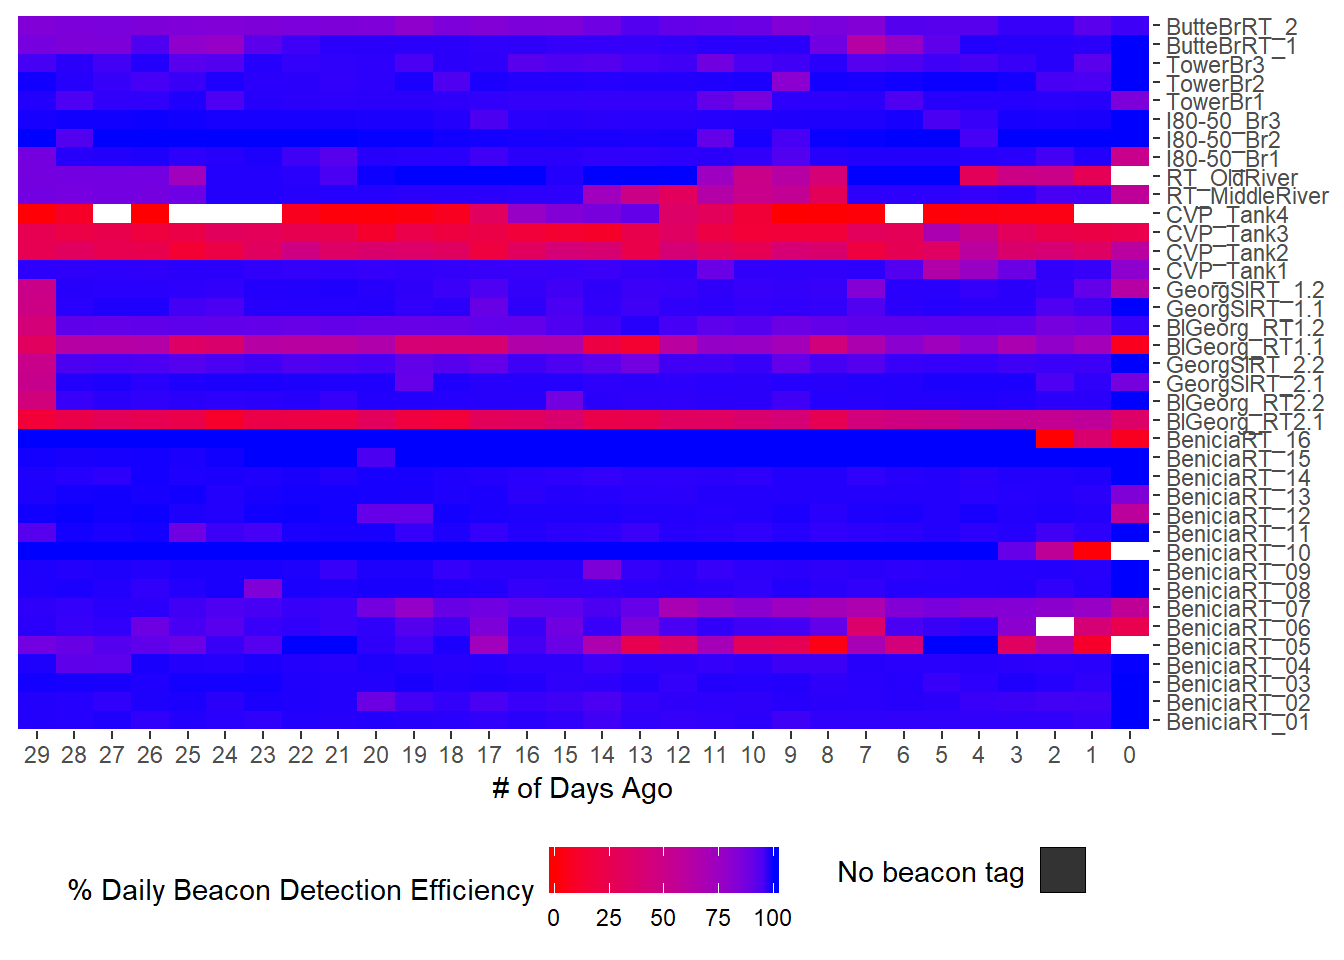 ButteBrRT_2
ButteBrRT_1
TowerBr3
TowerBr2
TowerBr1
I80-50_Br3
I80-50_Br2
I80-50_Br1
RT_OldRiver
RT_MiddleRiver
CVP_Tank4
CVP_Tank3
CVP_Tank2
CVP_Tank1
GeorgSlRT_1.2
GeorgSlRT_1.1
BlGeorg_RT1.2
BlGeorg_RT1.1
GeorgSlRT_2.2
GeorgSlRT_2.1
BlGeorg_RT2.2
BlGeorg_RT2.1
BeniciaRT_16
BeniciaRT_15
BeniciaRT_14
BeniciaRT_13
BeniciaRT_12
BeniciaRT_11
BeniciaRT_10
BeniciaRT_09
BeniciaRT_08
BeniciaRT_07
BeniciaRT_06
BeniciaRT_05
BeniciaRT_04
BeniciaRT_03
BeniciaRT_02
BeniciaRT_01
29 28 27 26 25 24 23 22 21 20 19 18 17 16 15 14 13 12 11 10 9 8 7 6 5 4 3 2 1 0
# of Days Ago
% Daily Beacon Detection Efficiency
0 25 50 75 100
No beacon tag